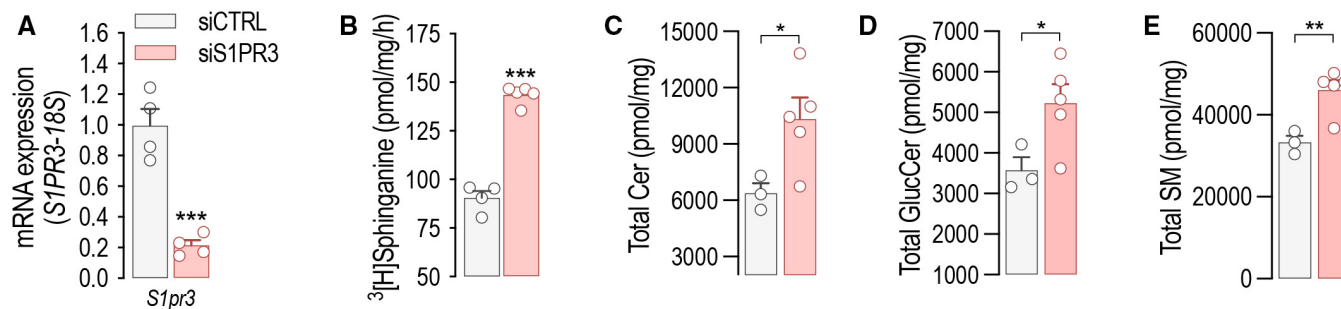 A
mRNA expression
(S1PR3-18S)
1.6
1.4
1.2
1.0
0.8
0.6
0.4
0.2
0.0
siCTRL
siS1PR3
***
S1pr3
B
³[H]Sphinganine (pmol/mg/h)
175
150
125
100
75
50
***
C
Total Cer (pmol/mg)
15000
12000
9000
6000
3000
*
D
Total GlucCer (pmol/mg)
7000
6000
5000
4000
3000
2000
1000
*
E
Total SM (pmol/mg)
60000
40000
20000
0
**